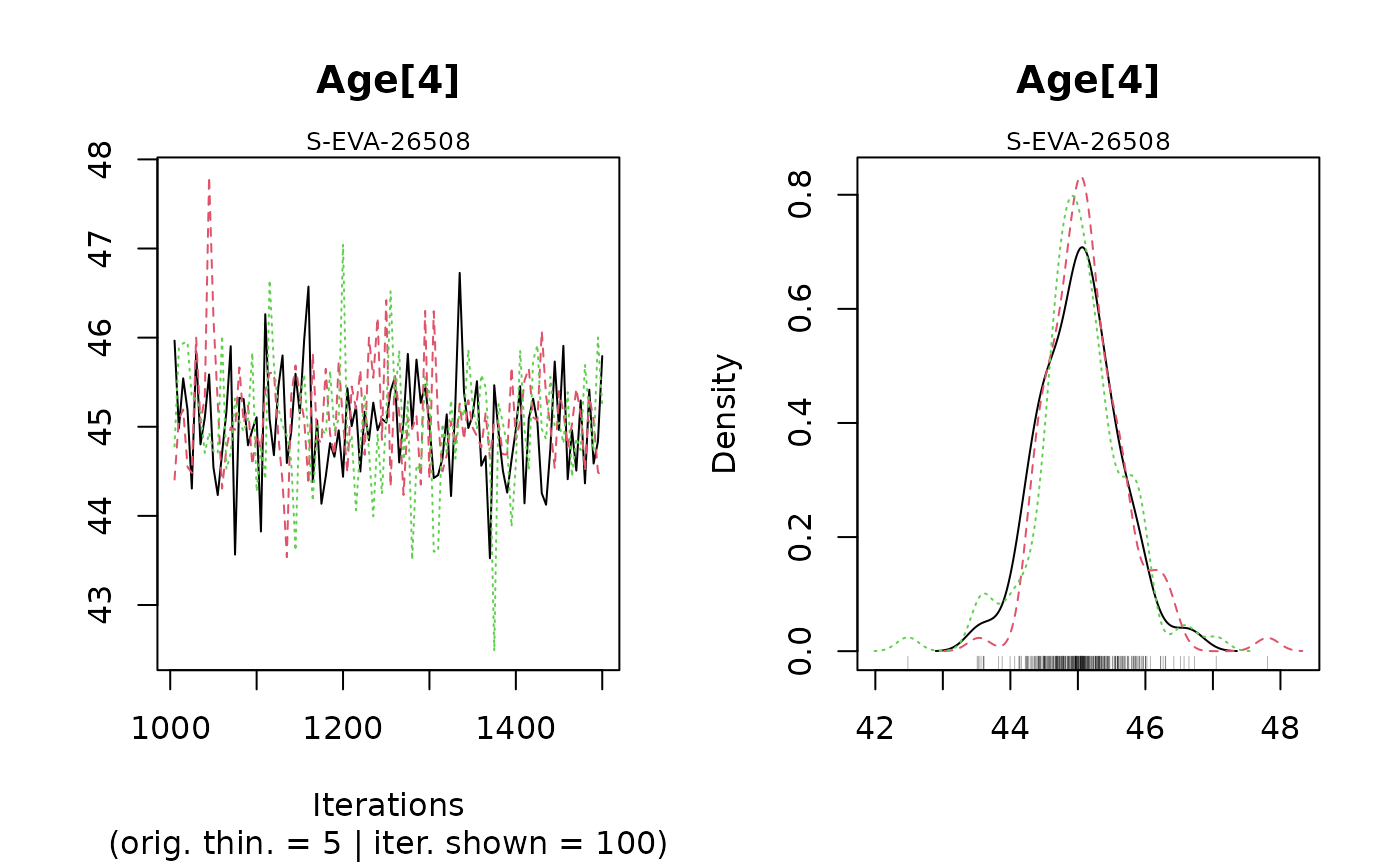 Age[4]
S-EVA-26508
48
47
46
45
44
43
1000 1200 1400
Iterations
(orig. thin. = 5 | iter. shown = 100)
Age[4]
S-EVA-26508
Density
0.8
0.6
0.4
0.2
0.0
42 44 46 48